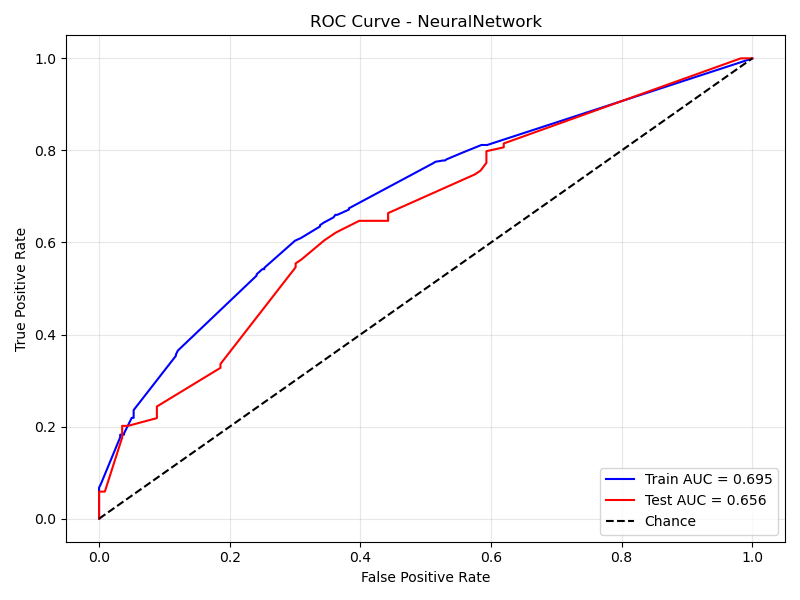 ROC Curve - NeuralNetwork
True Positive Rate
1.0
0.8
0.6
0.4
0.2
0.0
Train AUC = 0.695
Test AUC = 0.656
Chance
0.0 0.2 0.4 0.6 0.8 1.0
False Positive Rate